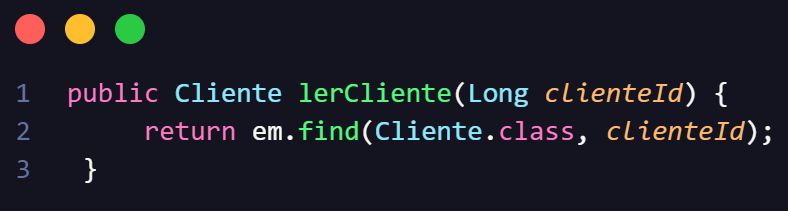 1 public Cliente lerCliente(Long clienteId) {
2 return em.find(Cliente.class, clienteId);
3 }